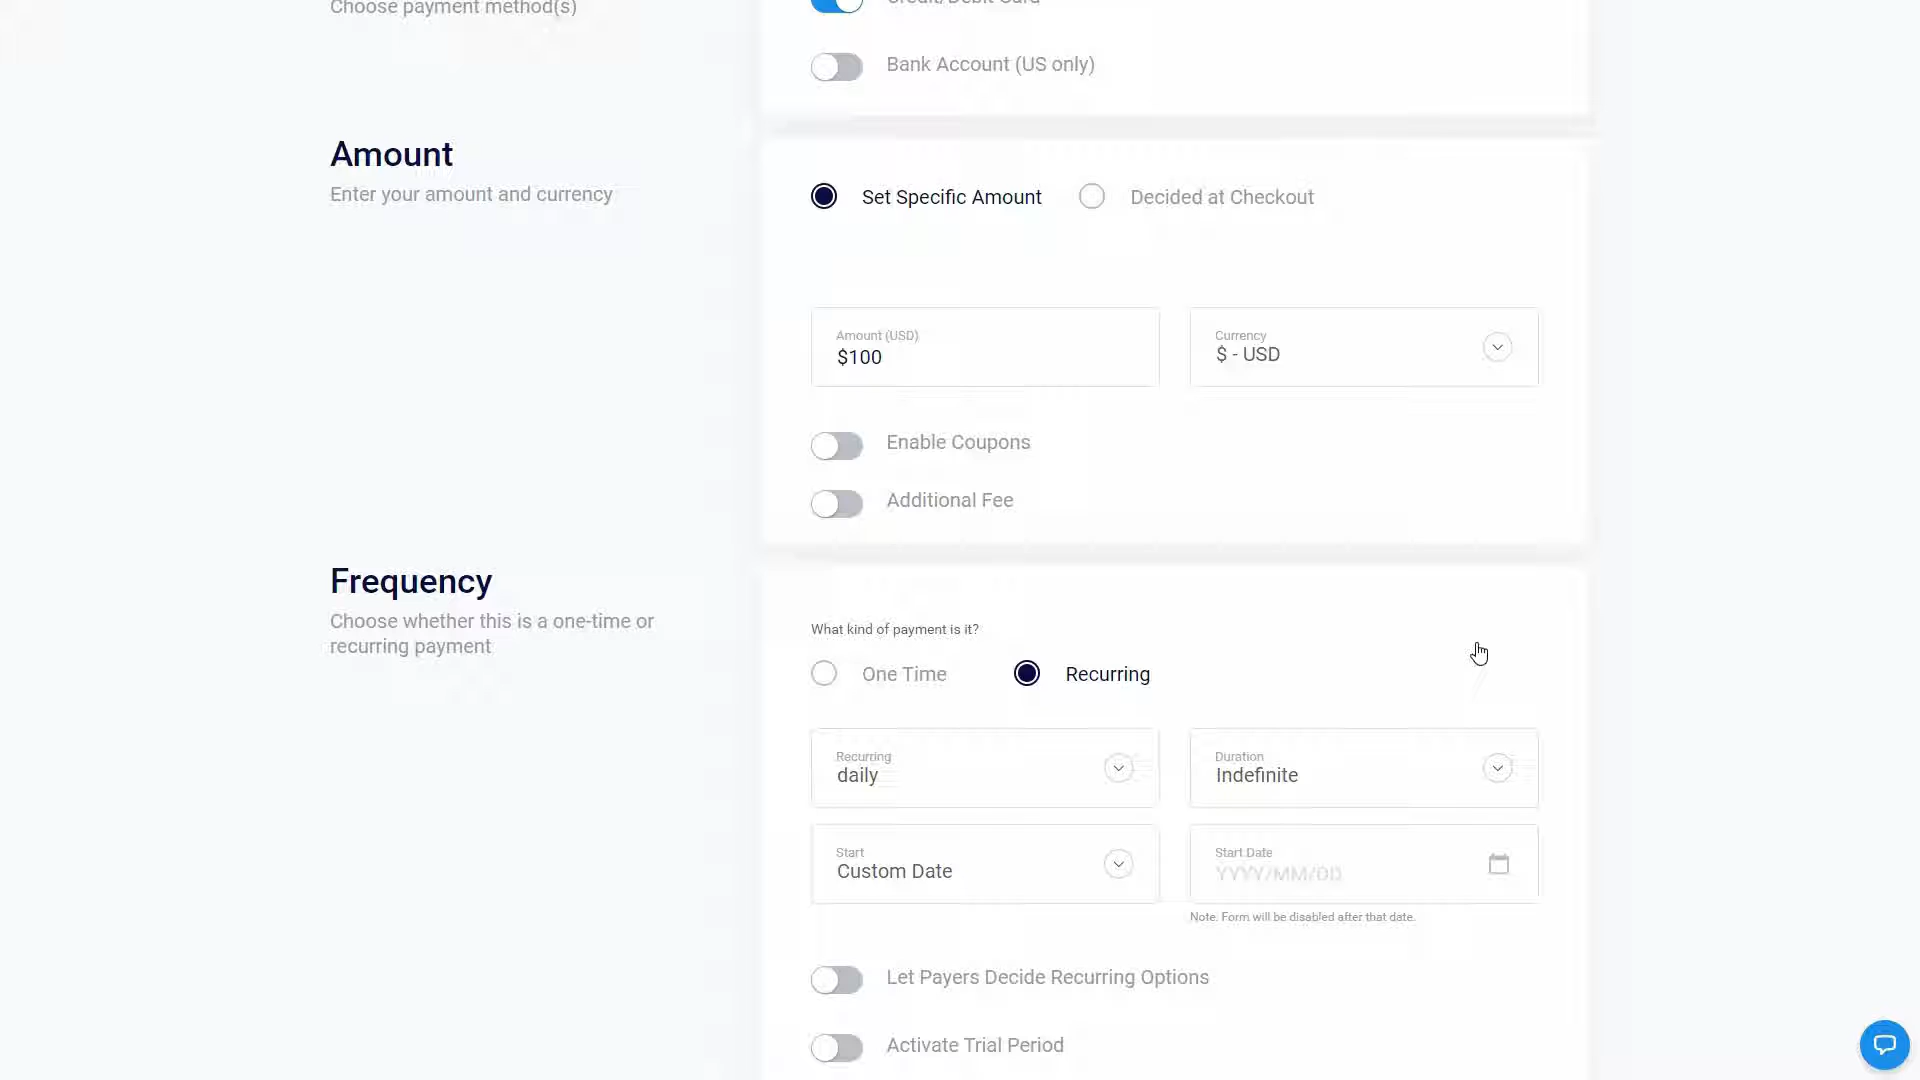 Choose payment method(s)
Credit/Debit Card
Bank Account (US only)
Amount
Enter your amount and currency
Set Specific Amount
Decided at Checkout
Amount (USD)
$100
Currency
$ - USD
Enable Coupons
Additional Fee
Frequency
Choose whether this is a one-time or
recurring payment
What kind of payment is it?
One Time
Recurring
Recurring
daily
Duration
Indefinite
Start
Custom Date
Start Date
YYYY/MM/DD
Note. Form will be disabled after that date.
Let Payers Decide Recurring Options
Activate Trial Period